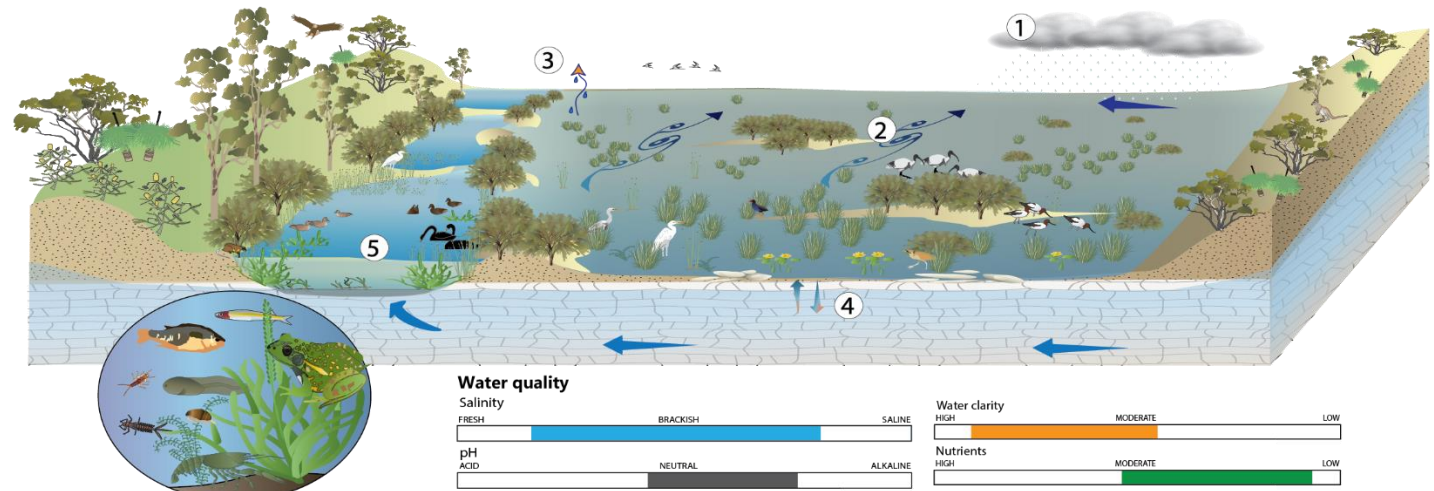 1
3
2
5
4
Water quality
Salinity
FRESH BRACKISH SALINE
pH
ACID NEUTRAL ALKALINE
Water clarity
HIGH MODERATE LOW
Nutrients
HIGH MODERATE LOW